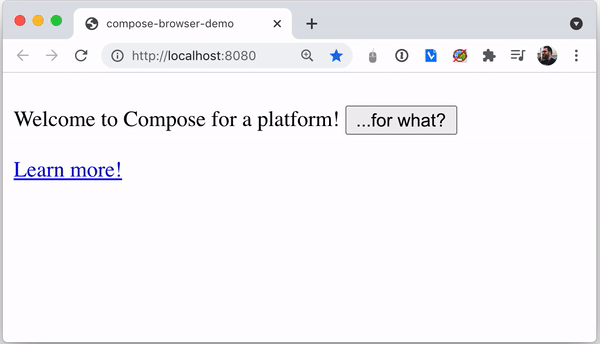 compose-browser-demo
http://localhost:8080
Welcome to Compose for a platform! ...for what?
Learn more!